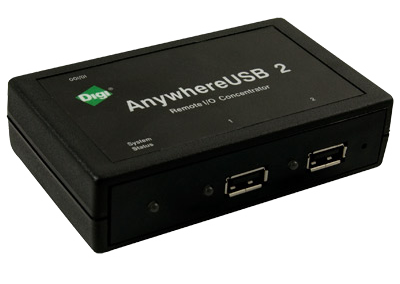 Digi
AnywhereUSB 2
Remote I/O Concentrator
System
Status
1
2